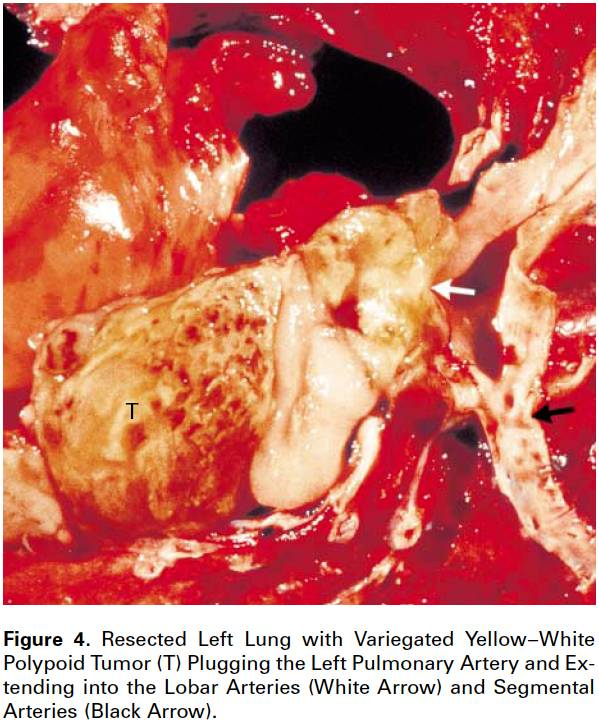 T
Figure 4. Resected Left Lung with Variegated Yellow–White
Polypoid Tumor (T) Plugging the Left Pulmonary Artery and Ex-
tending into the Lobar Arteries (White Arrow) and Segmental
Arteries (Black Arrow).